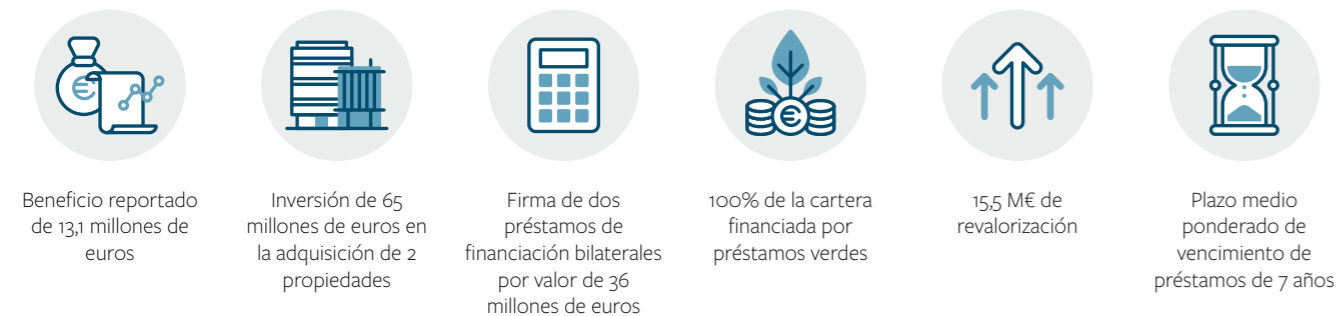 €
€
Beneficio reportado
de 13,1 millones de
euros
Inversión de 65
millones de euros en
la adquisición de 2
propiedades
Firma de dos
préstamos de
financiación bilaterales
por valor de 36
millones de euros
100% de la cartera
financiada por
préstamos verdes
15,5 M€ de
revalorización
Plazo medio
ponderado de
vencimiento de
préstamos de 7 años